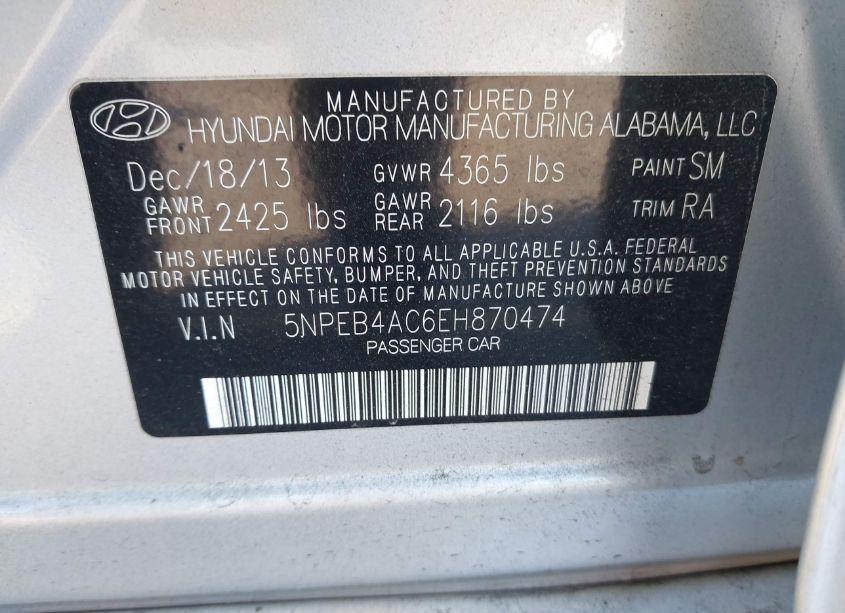 MANUFACTURED BY
HYUNDAI MOTOR MANUFACTURING ALABAMA, LLC
Dec/18/13 GVWR 4365 lbs PAINT SM
GAWR FRONT 2425 lbs GAWR REAR 2116 lbs TRIM RA
THIS VEHICLE CONFORMS TO ALL APPLICABLE U.S.A. FEDERAL
MOTOR VEHICLE SAFETY, BUMPER, AND THEFT PREVENTION STANDARDS
IN EFFECT ON THE DATE OF MANUFACTURE SHOWN ABOVE.
V.I.N 5NPEB4AC6EH870474
PASSENGER CAR